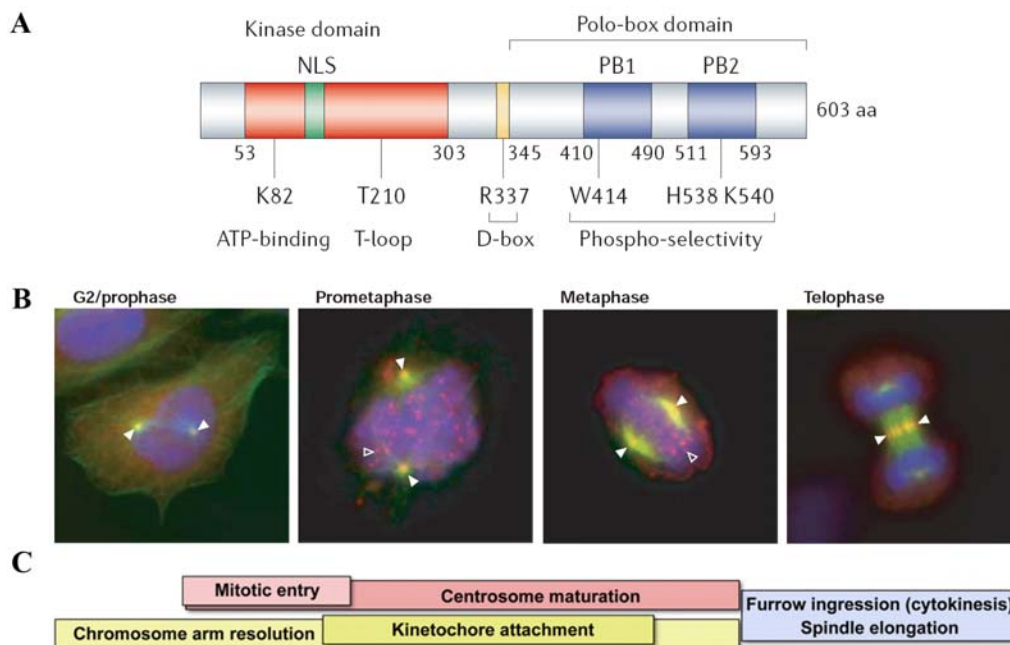 A
Kinase domain
Polo-box domain
NLS
PB1
PB2
603 aa
53
303
345
410
490
511
593
K82
T210
R337
W414
H538 K540
ATP-binding
T-loop
D-box
Phospho-selectivity
B
G2/prophase
Prometaphase
Metaphase
Telophase
C
Mitotic entry
Centrosome maturation
Furrow ingression (cytokinesis)
Spindle elongation
Chromosome arm resolution
Kinetochore attachment